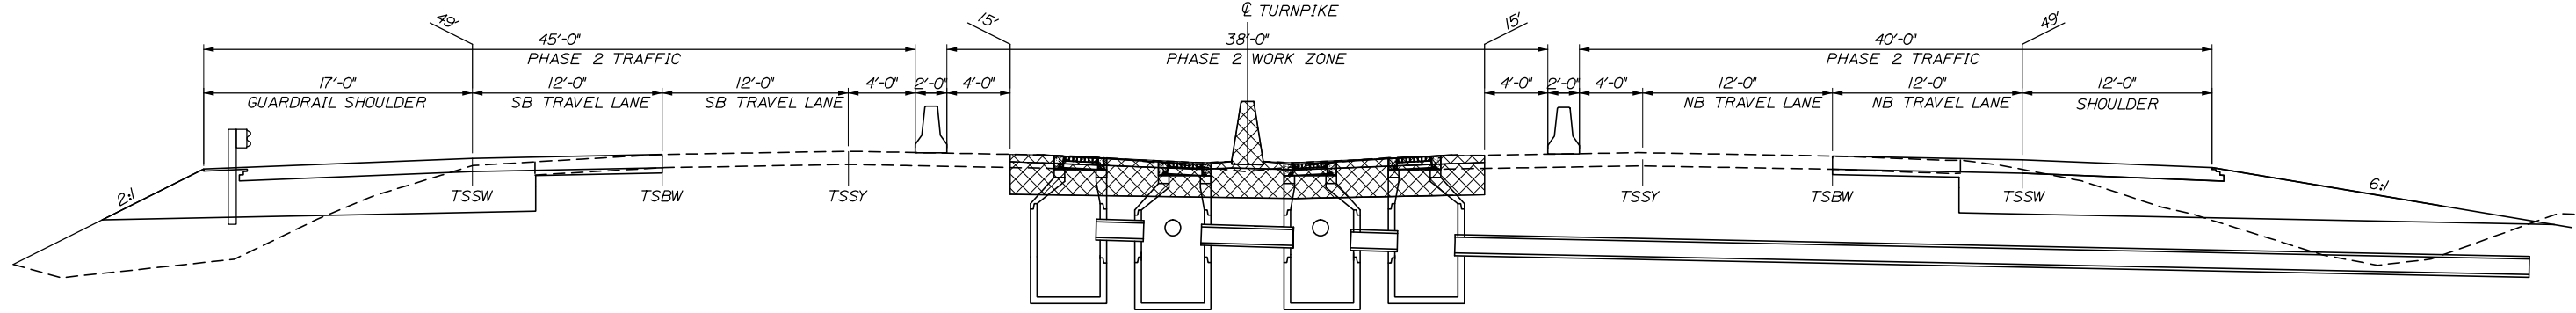 ℄ TURNPIKE
49'
15'
15'
49'
45'-0"
38'-0"
40'-0"
PHASE 2 TRAFFIC
PHASE 2 WORK ZONE
PHASE 2 TRAFFIC
17'-0"
12'-0"
12'-0"
4'-0"
2'-0"
4'-0"
4'-0"
2'-0"
4'-0"
12'-0"
12'-0"
12'-0"
GUARDRAIL SHOULDER
SB TRAVEL LANE
SB TRAVEL LANE
NB TRAVEL LANE
NB TRAVEL LANE
SHOULDER
2:1
TSSW
TSBW
TSSY
TSSY
TSBW
TSSW
6:1